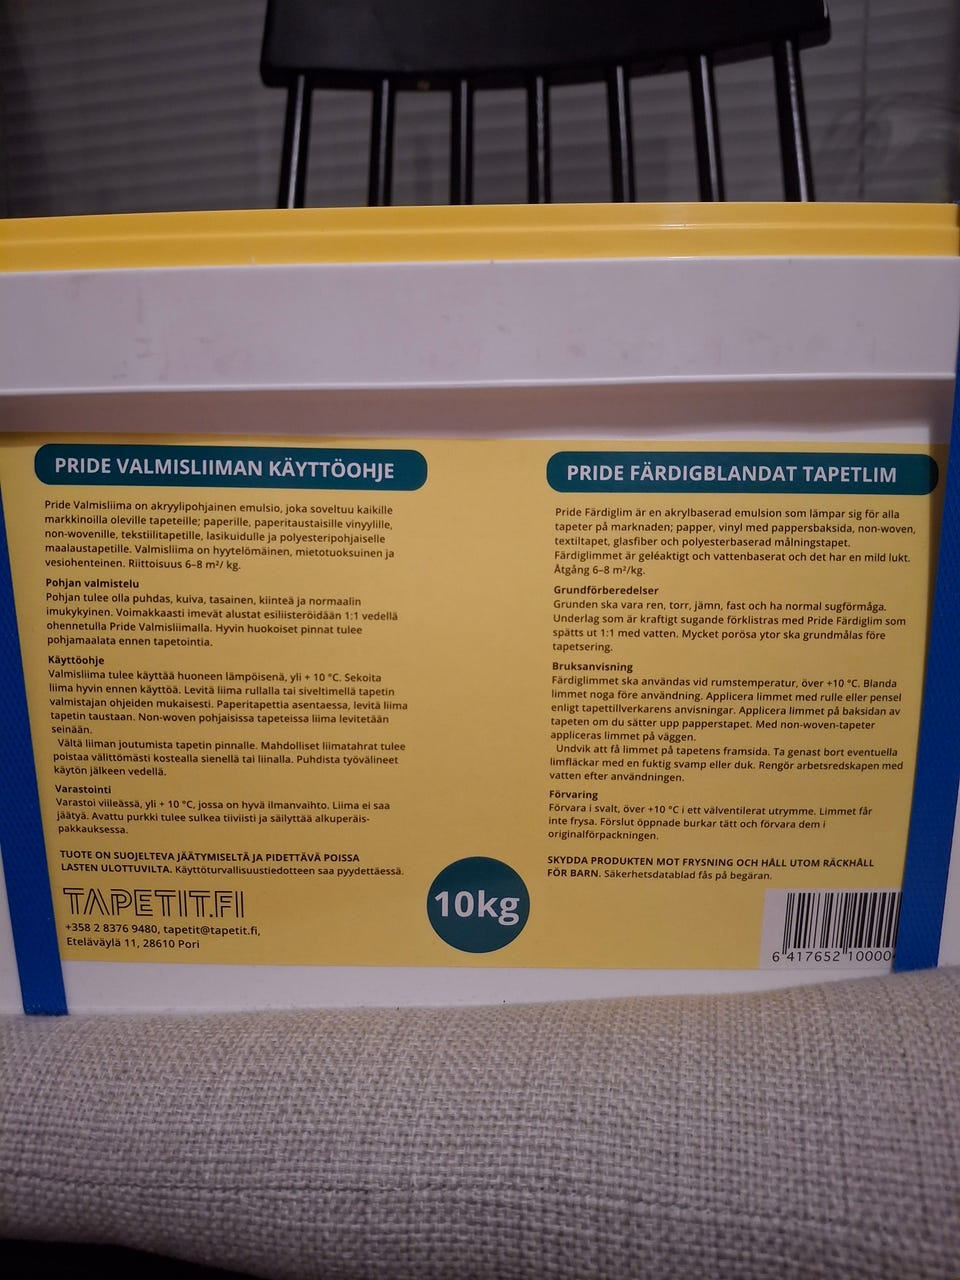 PRIDE VALMISLIIMAN KÄYTTÖOHJE
Pride Valmisliima on akryylipohjainen emulsio, joka soveltuu kaikille
markkinoilla oleville tapeteille; paperille, paperitaustaisille vinyylille,
non-wovenille, tekstiilitapetille, lasikuidulle ja polyesteripohjaiselle
maalaustapetille. Valmisliima on hyytelömäinen, mietotuoksuinen ja
vesiohenteinen. Riittoisuus 6–8 m²/ kg.
Pohjan valmistelu
Pohjan tulee olla puhdas, kuiva, tasainen, kiinteä ja normaalin
imukykyinen. Voimakkaasti imevät alustat esiliisteröidään 1:1 vedellä
ohennetulla Pride Valmisliimalla. Hyvin huokoiset pinnat tulee
pohjamaalata ennen tapetointia.
Käyttöohje
Valmisliima tulee käyttää huoneen lämpöisenä, yli + 10 °C. Sekoita
liima hyvin ennen käyttöä. Levitä liima rullalla tai siveltimellä tapetin
valmistajan ohjeiden mukaisesti. Paperitapettia asentaessa, levitä liima
tapetin taustaan. Non-woven pohjaisissa tapeteissa liima levitetään
seinään.
Vältä liiman joutumista tapetin pinnalle. Mahdolliset liimatahrat tulee
poistaa välittömästi kostealla sienellä tai liinalla. Puhdista työvälineet
käytön jälkeen vedellä.
Varastointi
Varastoi viileässä, yli + 10 °C, jossa on hyvä ilmanvaihto. Liima ei saa
jäätyä. Avattu purkki tulee sulkea tiiviisti ja säilyttää alkuperäis-
pakkauksessa.
TUOTE ON SUOJELTEVA JÄÄTYMISELTÄ JA PIDETTÄVÄ POISSA
LASTEN ULOTTUVILTA. Käyttöturvallisuustiedotteen saa pyydettäessä.
TAPETIT.FI
+358 2 8376 9480, tapetit@tapetit.fi,
Eteläväylä 11, 28610 Pori
10kg
PRIDE FÄRDIGBLANDAT TAPETLIM
Pride Färdiglim är en akrylbaserad emulsion som lämpar sig för alla
tapeter på marknaden; papper, vinyl med pappersbaksida, non-woven,
textiltapet, glasfiber och polyesterbaserad målningstapet.
Färdiglimmet är geléaktigt och vattenbaserat och det har en mild lukt.
Åtgång 6–8 m²/kg.
Grundförberedelser
Grunden ska vara ren, torr, jämn, fast och ha normal sugförmåga.
Underlag som är kraftigt sugande förklistras med Pride Färdiglim som
spätts ut 1:1 med vatten. Mycket porösa ytor ska grundmålas före
tapetsering.
Bruksanvisning
Färdiglimmet ska användas vid rumstemperatur, över +10 °C. Blanda
limmet noga före användning. Applicera limmet med rulle eller pensel
enligt tapettillverkarens anvisningar. Applicera limmet på baksidan av
tapeten om du sätter upp papperstapet. Med non-woven-tapeter
appliceras limmet på väggen.
Undvik att få limmet på tapetens framsida. Ta genast bort eventuella
limfläckar med en fuktig svamp eller duk. Rengör arbetsredskapen med
vatten efter användningen.
Förvaring
Förvara i svalt, över +10 °C i ett välventilerat utrymme. Limmet får
inte frysa. Förslut öppnade burkar tätt och förvara dem i
originalförpackningen.
SKYDDA PRODUKTEN MOT FRYSNING OCH HÅLL UTOM RÄCKHÅLL
FÖR BARN. Säkerhetsdatablad fås på begäran.
6 417652 10000